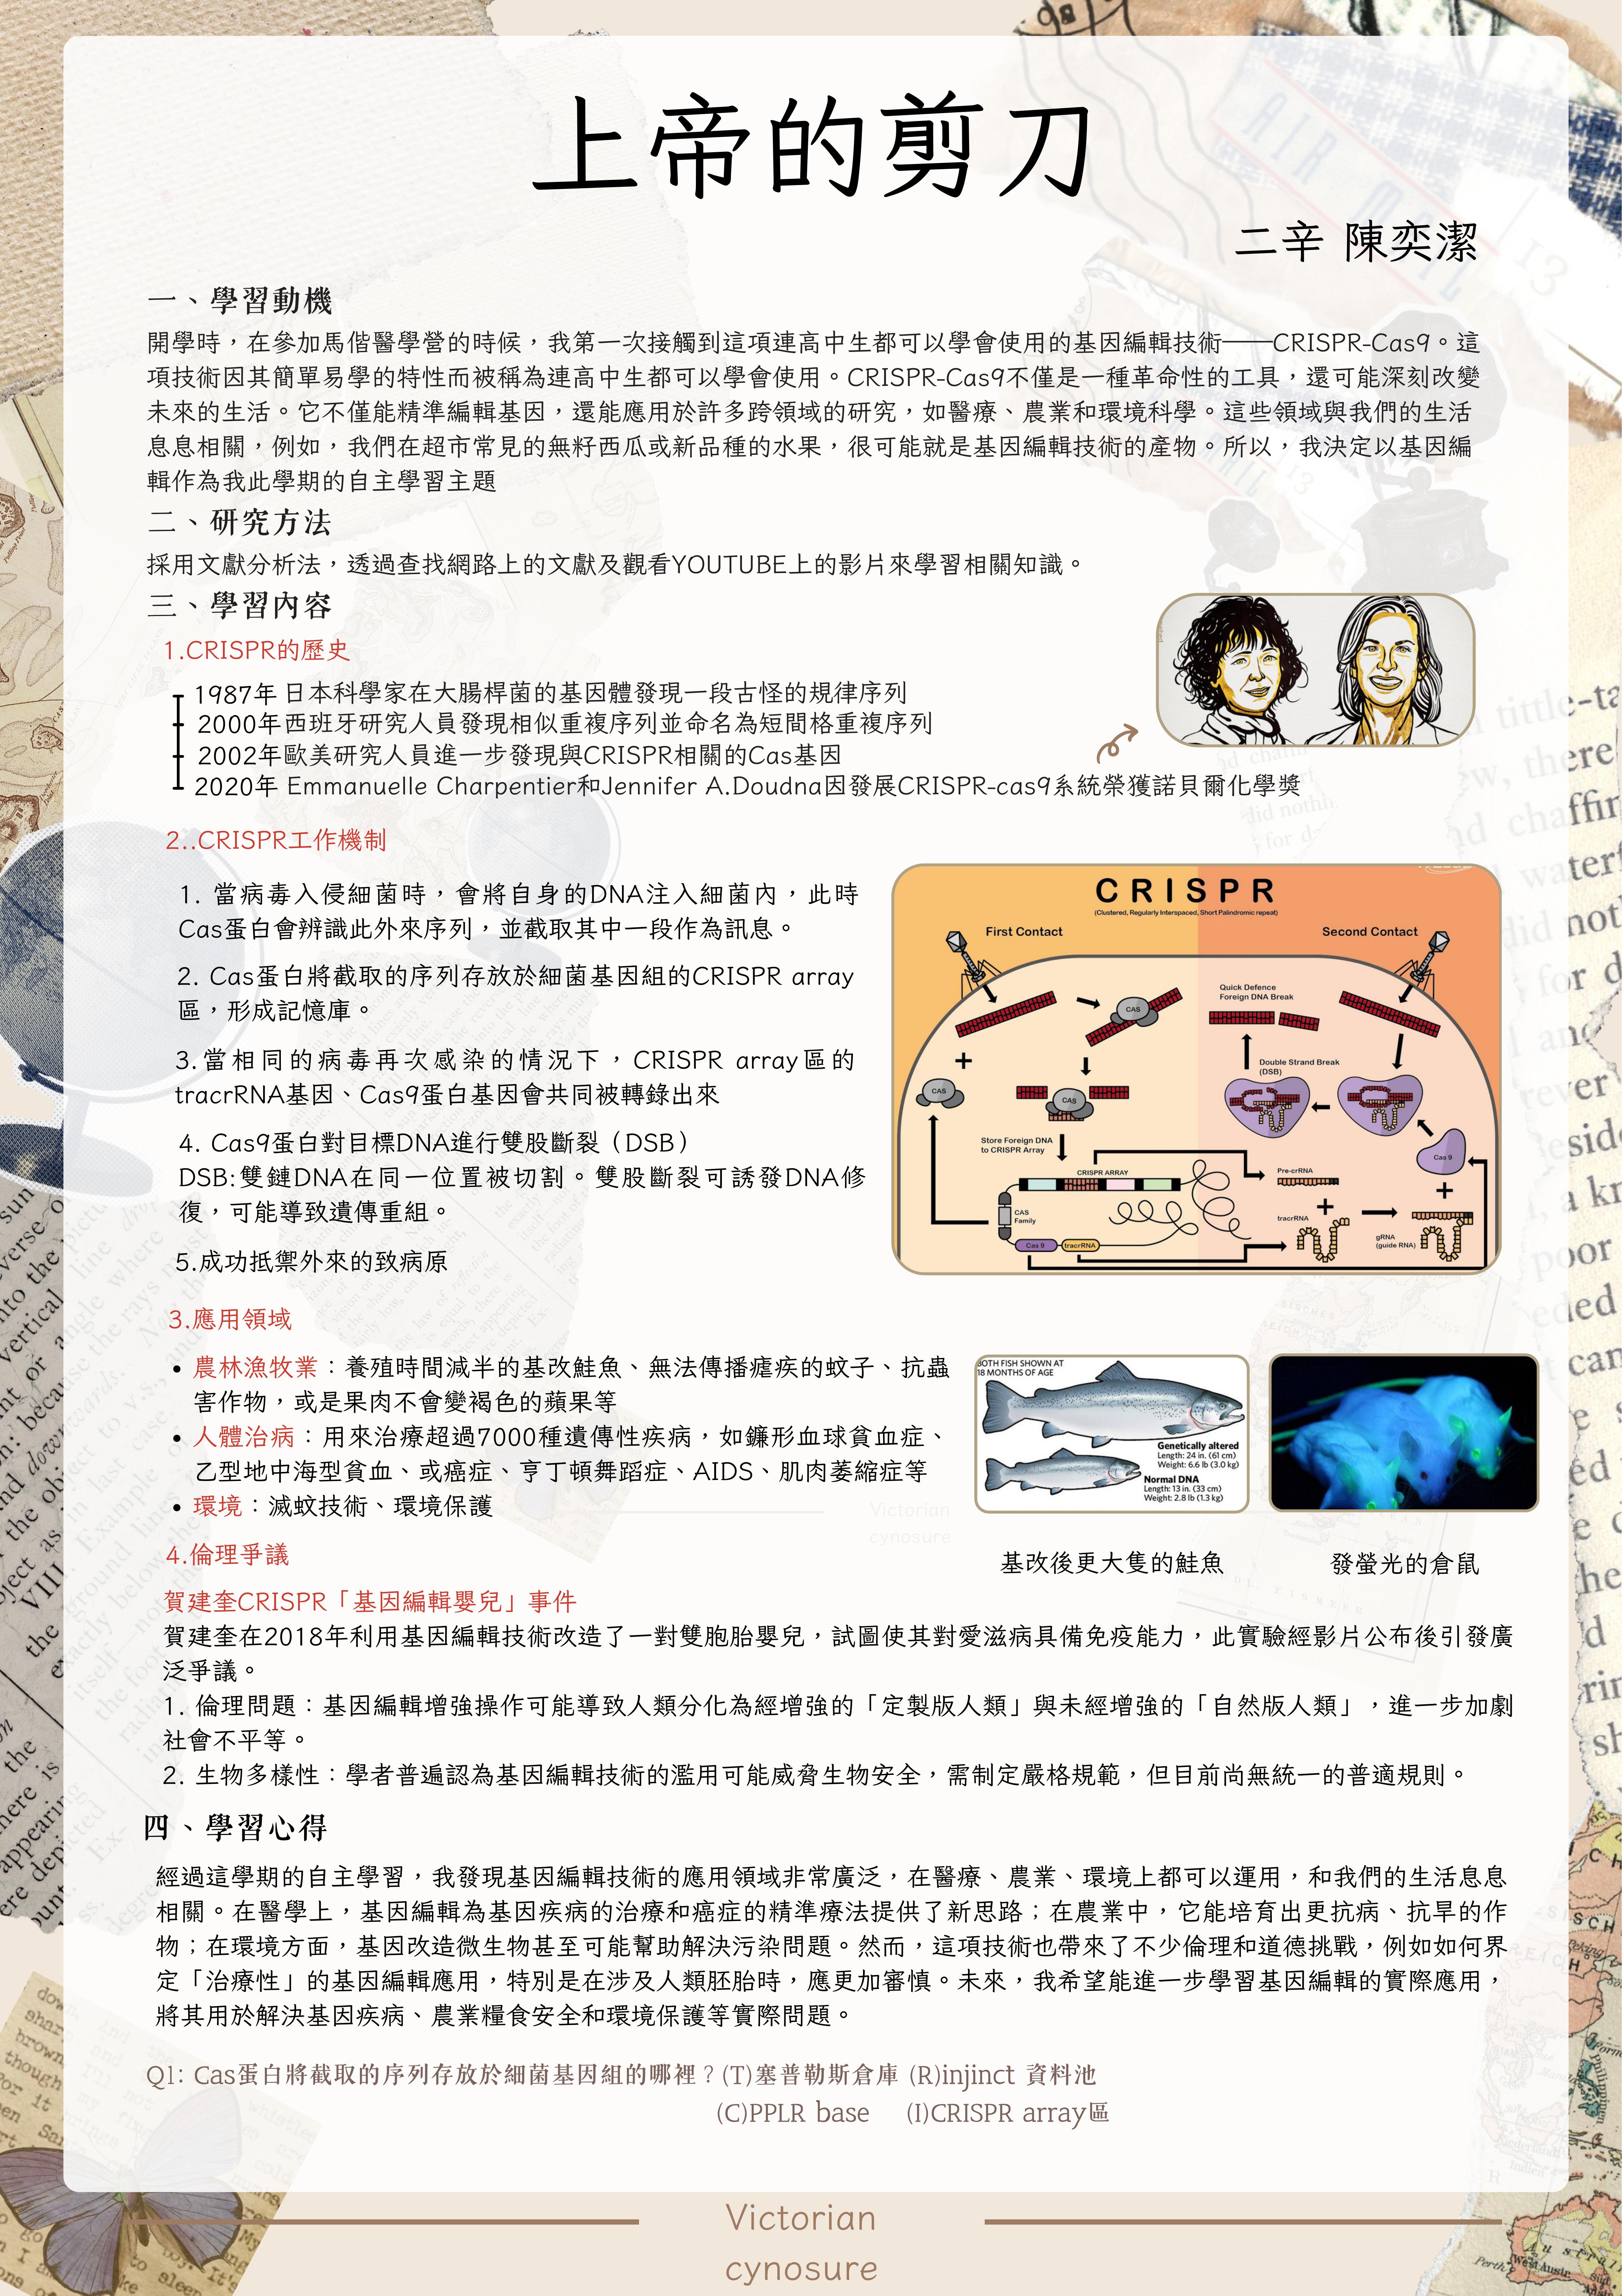 上帝的剪刀
二辛 陳奕潔
一、學習動機
開學時，在參加馬偕醫學營的時候，我第一次接觸到這項連高中生都可以學會使用的基因編輯技術——CRISPR-Cas9。這
項技術因其簡單易學的特性而被稱為連高中生都可以學會使用。CRISPR-Cas9不僅是一種革命性的工具，還可能深刻改變
未來的生活。它不僅能精準編輯基因，還能應用於許多跨領域的研究，如醫療、農業和環境科學。這些領域與我們的生活
息息相關，例如，我們在超市常見的無籽西瓜或新品種的水果，很可能就是基因編輯技術的產物。所以，我決定以基因編
輯作為我此學期的自主學習主題
二、研究方法
採用文獻分析法，透過查找網路上的文獻及觀看YOUTUBE上的影片來學習相關知識。
三、學習內容
1.CRISPR的歷史
1987年 日本科學家在大腸桿菌的基因體發現一段古怪的規律序列
2000年西班牙研究人員發現相似重複序列並命名為短間格重複序列
2002年歐美研究人員進一步發現與CRISPR相關的Cas基因
2020年 Emmanuelle Charpentier和Jennifer A.Doudna因發展CRISPR-cas9系統榮獲諾貝爾化學獎
2..CRISPR工作機制
1. 當病毒入侵細菌時，會將自身的DNA注入細菌內，此時
Cas蛋白會辨識此外來序列，並截取其中一段作為訊息。
2. Cas蛋白將截取的序列存放於細菌基因組的CRISPR array
區，形成記憶庫。
3.當相同的病毒再次感染的情況下，CRISPR array區的
tracrRNA基因、Cas9蛋白基因會共同被轉錄出來
4. Cas9蛋白對目標DNA進行雙股斷裂（DSB）
DSB:雙鏈DNA在同一位置被切割。雙股斷裂可誘發DNA修
復，可能導致遺傳重組。
5.成功抵禦外來的致病原
CRISPR
(Clustered, Regularly Interspaced, Short Palindromic repeat)
First Contact
Second Contact
Quick Defence
Foreign DNA Break
CAS
Double Strand Break
(DSB)
CAS
CAS
Store Foreign DNA
to CRISPR Array
Cas 9
CRISPR ARRAY
Pre-crRNA
CAS
Family
tracrRNA
gRNA
(guide RNA)
Cas 9
tracrRNA
3.應用領域
• 農林漁牧業：養殖時間減半的基改鮭魚、無法傳播瘧疾的蚊子、抗蟲
害作物，或是果肉不會變褐色的蘋果等
• 人體治病：用來治療超過7000種遺傳性疾病，如鐮形血球貧血症、
乙型地中海型貧血、或癌症、亨丁頓舞蹈症、AIDS、肌肉萎縮症等
• 環境：滅蚊技術、環境保護
BOTH FISH SHOWN AT
18 MONTHS OF AGE
Genetically altered
Length: 24 in. (61 cm)
Weight: 6.6 lb (3.0 kg)
Normal DNA
Length: 13 in. (33 cm)
Weight: 2.8 lb (1.3 kg)
基改後更大隻的鮭魚
發螢光的倉鼠
4.倫理爭議
賀建奎CRISPR「基因編輯嬰兒」事件
賀建奎在2018年利用基因編輯技術改造了一對雙胞胎嬰兒，試圖使其對愛滋病具備免疫能力，此實驗經影片公布後引發廣
泛爭議。
1. 倫理問題：基因編輯增強操作可能導致人類分化為經增強的「定製版人類」與未經增強的「自然版人類」，進一步加劇
社會不平等。
2. 生物多樣性：學者普遍認為基因編輯技術的濫用可能威脅生物安全，需制定嚴格規範，但目前尚無統一的普適規則。
四、學習心得
經過這學期的自主學習，我發現基因編輯技術的應用領域非常廣泛，在醫療、農業、環境上都可以運用，和我們的生活息息
相關。在醫學上，基因編輯為基因疾病的治療和癌症的精準療法提供了新思路；在農業中，它能培育出更抗病、抗旱的作
物；在環境方面，基因改造微生物甚至可能幫助解決污染問題。然而，這項技術也帶來了不少倫理和道德挑戰，例如如何界
定「治療性」的基因編輯應用，特別是在涉及人類胚胎時，應更加審慎。未來，我希望能進一步學習基因編輯的實際應用，
將其用於解決基因疾病、農業糧食安全和環境保護等實際問題。
Q1: Cas蛋白將截取的序列存放於細菌基因組的哪裡？(T)塞普勒斯倉庫 (R)injinct 資料池
(C)PPLR base (I)CRISPR array區
Victorian
cynosure